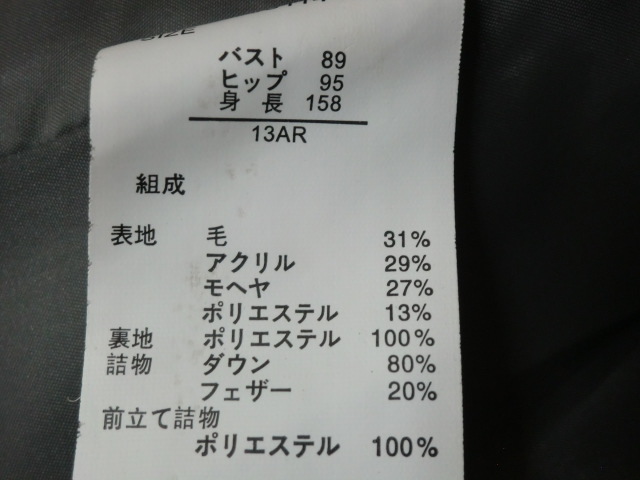 SIZE
バスト 89
ヒップ 95
身長 158
13AR
組成
表地 毛 31%
アクリル 29%
モヘヤ 27%
ポリエステル 13%
裏地 ポリエステル 100%
詰物 ダウン 80%
フェザー 20%
前立て詰物
ポリエステル 100%